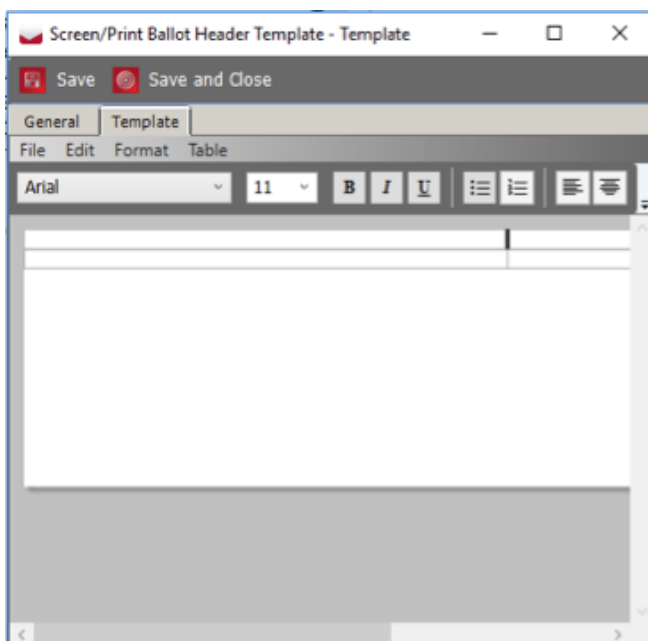 Screen/Print Ballot Header Template - Template
Save Save and Close
General Template
File Edit Format Table
Arial 11 B I U